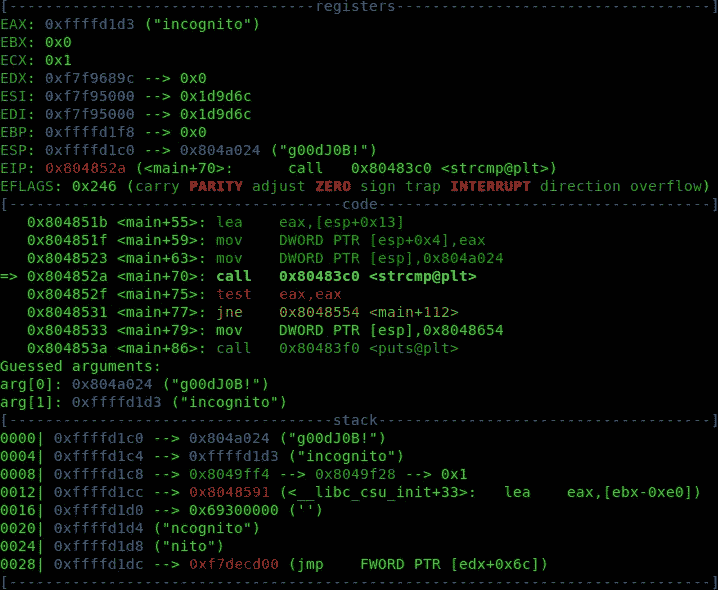 [----------------------------------registers-----------------------------------]
EAX: 0xffffd1d3 ("incognito")
EBX: 0x0
ECX: 0x1
EDX: 0xf7f9689c --> 0x0
ESI: 0xf7f95000 --> 0x1d9d6c
EDI: 0xf7f95000 --> 0x1d9d6c
EBP: 0xffffd1f8 --> 0x0
ESP: 0xffffd1c0 --> 0x804a024 ("g00dJ0B!")
EIP: 0x804852a (<main+70>:      call   0x80483c0 <strcmp@plt>)
EFLAGS: 0x246 (carry PARITY adjust ZERO sign trap INTERRUPT direction overflow)
[-------------------------------------code-------------------------------------]
   0x804851b <main+55>: lea    eax,[esp+0x13]
   0x804851f <main+59>: mov    DWORD PTR [esp+0x4],eax
   0x8048523 <main+63>: mov    DWORD PTR [esp],0x804a024
=> 0x804852a <main+70>: call   0x80483c0 <strcmp@plt>
   0x804852f <main+75>: test   eax,eax
   0x8048531 <main+77>: jne    0x8048554 <main+112>
   0x8048533 <main+79>: mov    DWORD PTR [esp],0x8048654
   0x804853a <main+86>: call   0x80483f0 <puts@plt>
Guessed arguments:
arg[0]: 0x804a024 ("g00dJ0B!")
arg[1]: 0xffffd1d3 ("incognito")
[------------------------------------stack-------------------------------------]
0000| 0xffffd1c0 --> 0x804a024 ("g00dJ0B!")
0004| 0xffffd1c4 --> 0xffffd1d3 ("incognito")
0008| 0xffffd1c8 --> 0x8049ff4 --> 0x8049f28 --> 0x1
0012| 0xffffd1cc --> 0x8048591 (<__libc_csu_init+33>:   lea    eax,[ebx-0xe0])
0016| 0xffffd1d0 --> 0x69300000 ('')
0020| 0xffffd1d4 ("ncognito")
0024| 0xffffd1d8 ("nito")
0028| 0xffffd1dc --> 0xf7decd00 (jmp    FWORD PTR [edx+0x6c])
[------------------------------------------------------------------------------]